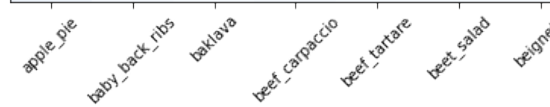 apple_pie
baby_back_ribs
baklava
beef_carpaccio
beef_tartare
beet_salad